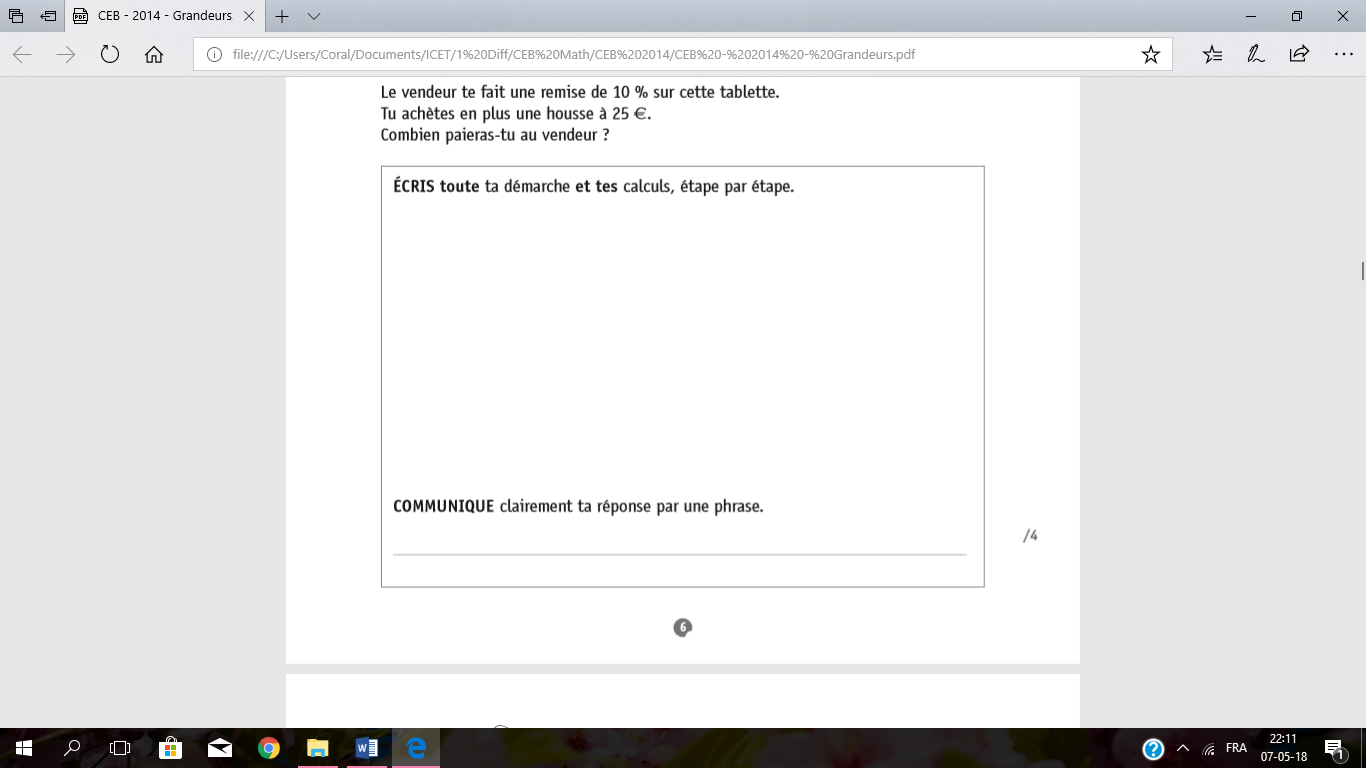 CEB - 2014 - Grandeurs
file:///C:/Users/Coral/Documents/ICET/1%20Diff/CEB%20Math/CEB%202014/CEB%20-%202014%20-%20Grandeurs.pdf
Le vendeur te fait une remise de 10 % sur cette tablette.
Tu achètes en plus une housse à 25 €.
Combien paieras-tu au vendeur ?
ÉCRIS toute ta démarche et tes calculs, étape par étape.
COMMUNIQUE clairement ta réponse par une phrase.
/4
6
FRA
22:11
07-05-18
1